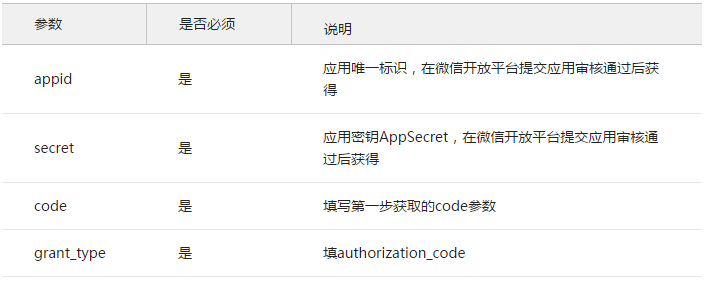 参数 是否必须 说明
appid 是 应用唯一标识，在微信开放平台提交应用审核通过后获
得
secret 是 应用密钥AppSecret，在微信开放平台提交应用审核通
过后获得
code 是 填写第一步获取的code参数
grant_type 是 填authorization_code